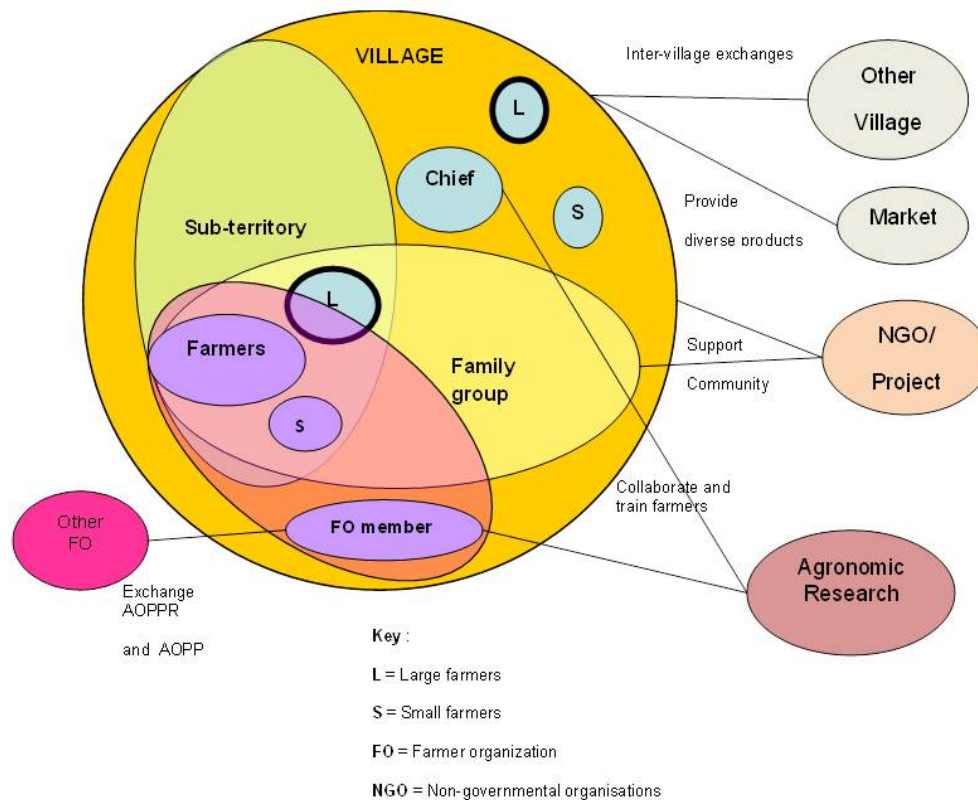 VILLAGE
Inter-village exchanges
Other
Village
L
Chief
S
Provide
diverse products
Market
Sub-territory
L
Farmers
Family
group
S
Support
Community
NGO/
Project
Collaborate and
train farmers
FO member
Other
FO
Agronomic
Research
Exchange
AOPPR
and AOPP
Key :
L = Large farmers
S = Small farmers
FO = Farmer organization
NGO = Non-governmental organisations